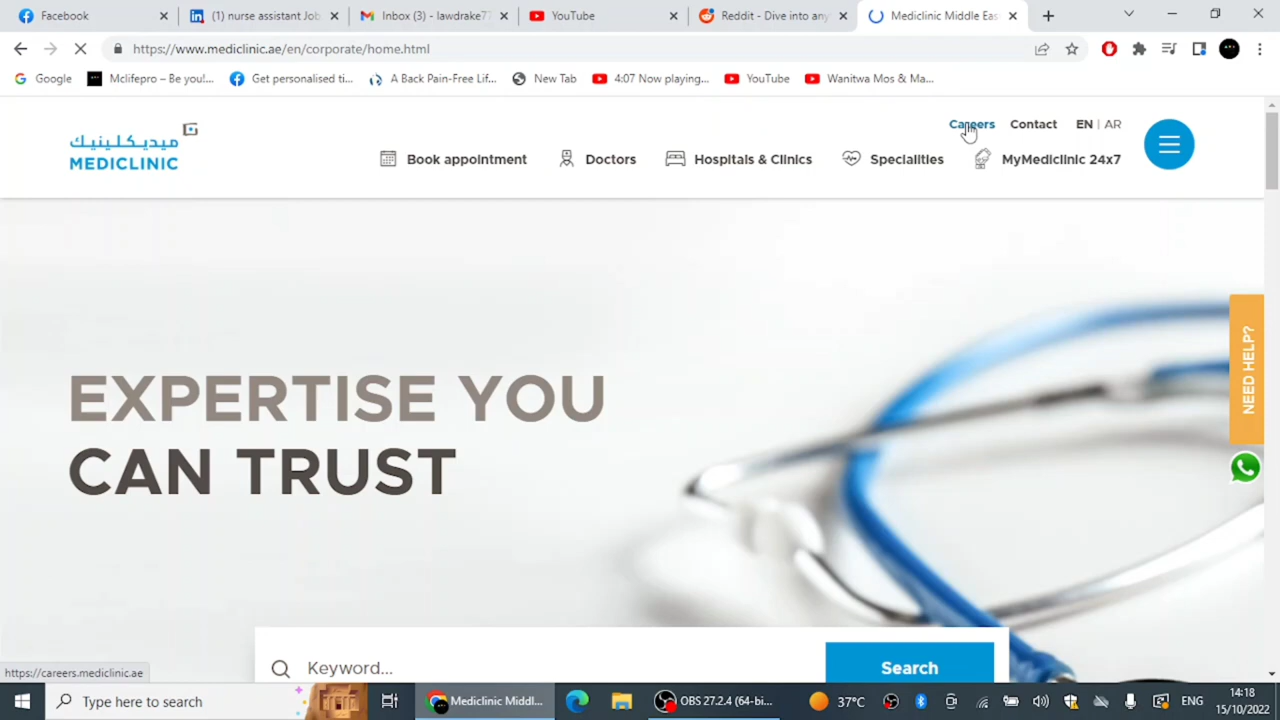 Facebook
(1) nurse assistant Job
Inbox (3) - lawdrake77
YouTube
Reddit - Dive into any
Mediclinic Middle Eas
https://www.mediclinic.ae/en/corporate/home.html
Google
Mclifepro – Be you!...
Get personalised ti...
A Back Pain-Free Lif...
New Tab
4:07 Now playing...
YouTube
Wanitwa Mos & Ma...
Careers
Contact
EN | AR
ميديكلينيك
MEDICLINIC
Book appointment
Doctors
Hospitals & Clinics
Specialities
MyMediclinic 24x7
EXPERTISE YOU
CAN TRUST
NEED HELP?
Keyword...
Search
https://careers.mediclinic.ae
Type here to search
Mediclinic Middl...
OBS 27.2.4 (64-bi...
37°C
ENG
14:18
15/10/2022